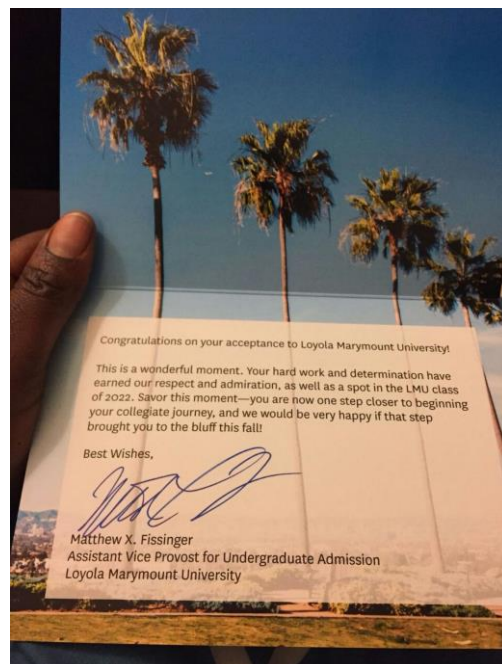 Congratulations on your acceptance to Loyola Marymount University!
This is a wonderful moment. Your hard work and determination have
earned our respect and admiration, as well as a spot in the LMU class
of 2022. Savor this moment—you are now one step closer to beginning
your collegiate journey, and we would be very happy if that step
brought you to the bluff this fall!
Best Wishes,
Matthew X. Fissinger
Assistant Vice Provost for Undergraduate Admission
Loyola Marymount University